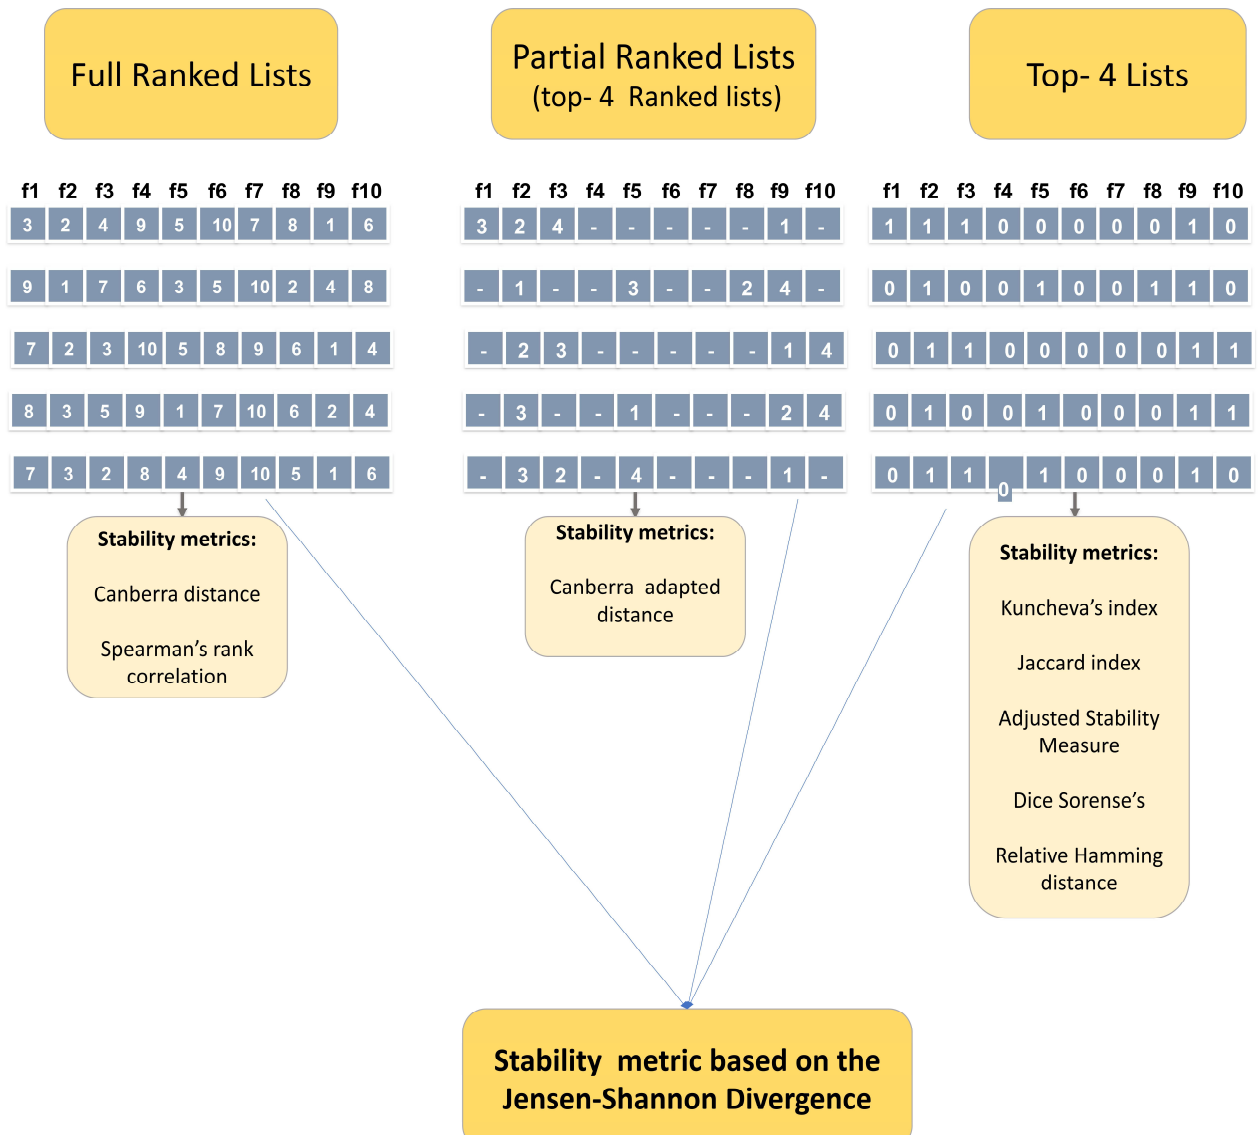 Full Ranked Lists
Partial Ranked Lists
(top- 4 Ranked lists)
Top- 4 Lists
f1 f2 f3 f4 f5 f6 f7 f8 f9 f10
3 2 4 9 5 10 7 8 1 6
9 1 7 6 3 5 10 2 4 8
7 2 3 10 5 8 9 6 1 4
8 3 5 9 1 7 10 6 2 4
7 3 2 8 4 9 10 5 1 6
f1 f2 f3 f4 f5 f6 f7 f8 f9 f10
3 2 4 - - - - - 1 -
- 1 - - 3 - - 2 4 -
- 2 3 - - - - - 1 4
- 3 - - 1 - - - 2 4
- 3 2 - 4 - - - 1 -
f1 f2 f3 f4 f5 f6 f7 f8 f9 f10
1 1 1 0 0 0 0 0 1 0
0 1 0 0 1 0 0 1 1 0
0 1 1 0 0 0 0 0 1 1
0 1 0 0 1 0 0 0 1 1
0 1 1 0 1 0 0 0 1 0
Stability metrics:
Canberra distance
Spearman's rank
correlation
Stability metrics:
Canberra adapted
distance
Stability metrics:
Kuncheva's index
Jaccard index
Adjusted Stability
Measure
Dice Sorense's
Relative Hamming
distance
Stability metric based on the
Jensen-Shannon Divergence